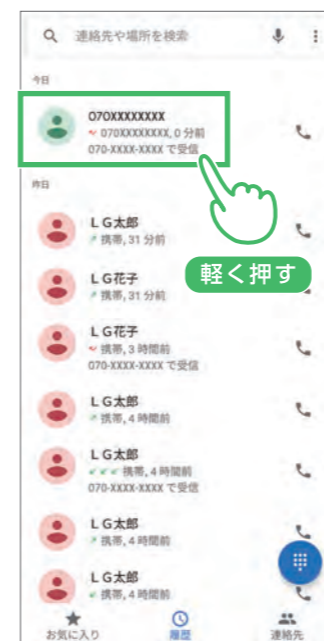 連絡先や場所を検索
今日
070XXXXXXXX
070XXXXXXXX, 0 分前
070-XXXX-XXXX で受信
昨日
LG太郎
携帯, 31 分前
LG花子
携帯, 31 分前
軽く押す
LG花子
携帯, 3 時間前
070-XXXX-XXXX で受信
LG太郎
携帯, 4 時間前
LG太郎
携帯, 4 時間前
070-XXXX-XXXX で受信
LG太郎
携帯, 4 時間前
LG太郎
携帯, 4 時間前
お気に入り 履歴 連絡先